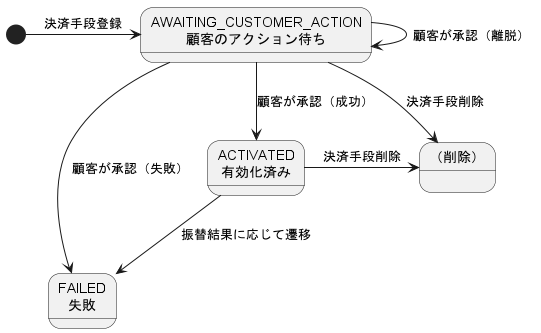 決済手段登録
AWAITING_CUSTOMER_ACTION
顧客のアクション待ち
顧客が承認（離脱）
顧客が承認（成功）
決済手段削除
顧客が承認（失敗）
ACTIVATED
有効化済み
決済手段削除
（削除）
振替結果に応じて遷移
FAILED
失敗